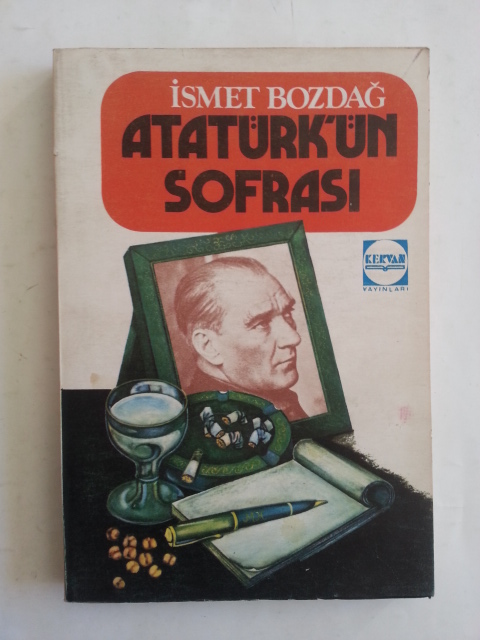 İSMET BOZDAĞ
ATATÜRK'ÜN
SOFRASI
KERVAN
YAYINLARI